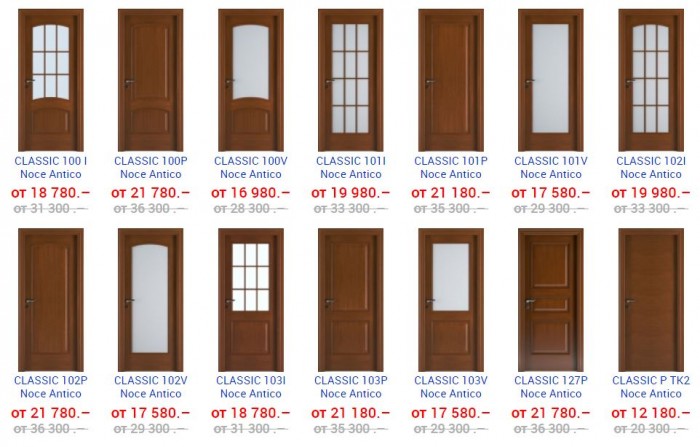 CLASSIC 100 I
Noce Antico
от 18 780.–
от 31 300 .–
CLASSIC 100P
Noce Antico
от 21 780.–
от 36 300 .–
CLASSIC 100V
Noce Antico
от 16 980.–
от 28 300 .–
CLASSIC 101I
Noce Antico
от 19 980.–
от 33 300 .–
CLASSIC 101P
Noce Antico
от 21 180.–
от 35 300 .–
CLASSIC 101V
Noce Antico
от 17 580.–
от 29 300 .–
CLASSIC 102I
Noce Antico
от 19 980.–
от 33 300 .–
CLASSIC 102P
Noce Antico
от 21 780.–
от 36 300 .–
CLASSIC 102V
Noce Antico
от 17 580.–
от 29 300 .–
CLASSIC 103I
Noce Antico
от 18 780.–
от 31 300 .–
CLASSIC 103P
Noce Antico
от 21 180.–
от 35 300 .–
CLASSIC 103V
Noce Antico
от 17 580.–
от 29 300 .–
CLASSIC 127P
Noce Antico
от 21 780.–
от 36 300 .–
CLASSIC P TK2
Noce Antico
от 12 180.–
от 20 300 .–